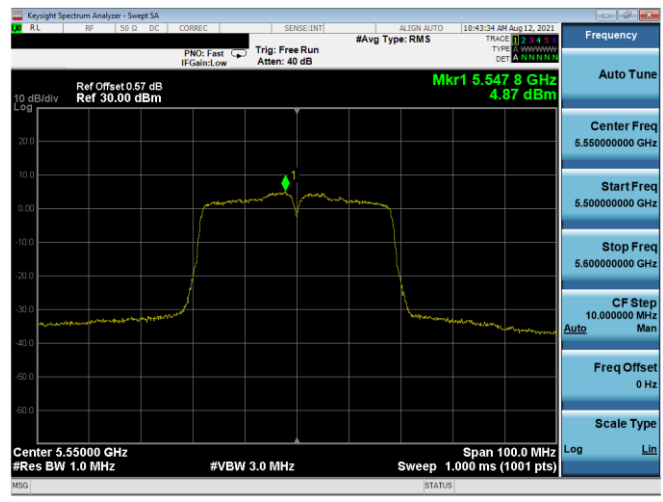 Keysight Spectrum Analyzer - Swept SA
RL RF 50 Ω DC CORREC SENSE:INT ALIGN AUTO 10:43:34 AM Aug 12, 2021
#Avg Type: RMS
TRACE 1 2 3 4 5 6
TYPE A WWWWW
DET A N N N N N
PNO: Fast
IFGain:Low
Trig: Free Run
Atten: 40 dB
Mkr1 5.547 8 GHz
4.87 dBm
Ref Offset 0.57 dB
Ref 30.00 dBm
10 dB/div
Log
20.0
10.0
0.00
-10.0
-20.0
-30.0
-40.0
-50.0
-60.0
1
Center 5.55000 GHz
#Res BW 1.0 MHz
#VBW 3.0 MHz
Span 100.0 MHz
Sweep 1.000 ms (1001 pts)
MSG
STATUS
Frequency
Auto Tune
Center Freq
5.550000000 GHz
Start Freq
5.500000000 GHz
Stop Freq
5.600000000 GHz
CF Step
10.000000 MHz
Auto Man
Freq Offset
0 Hz
Scale Type
Log Lin